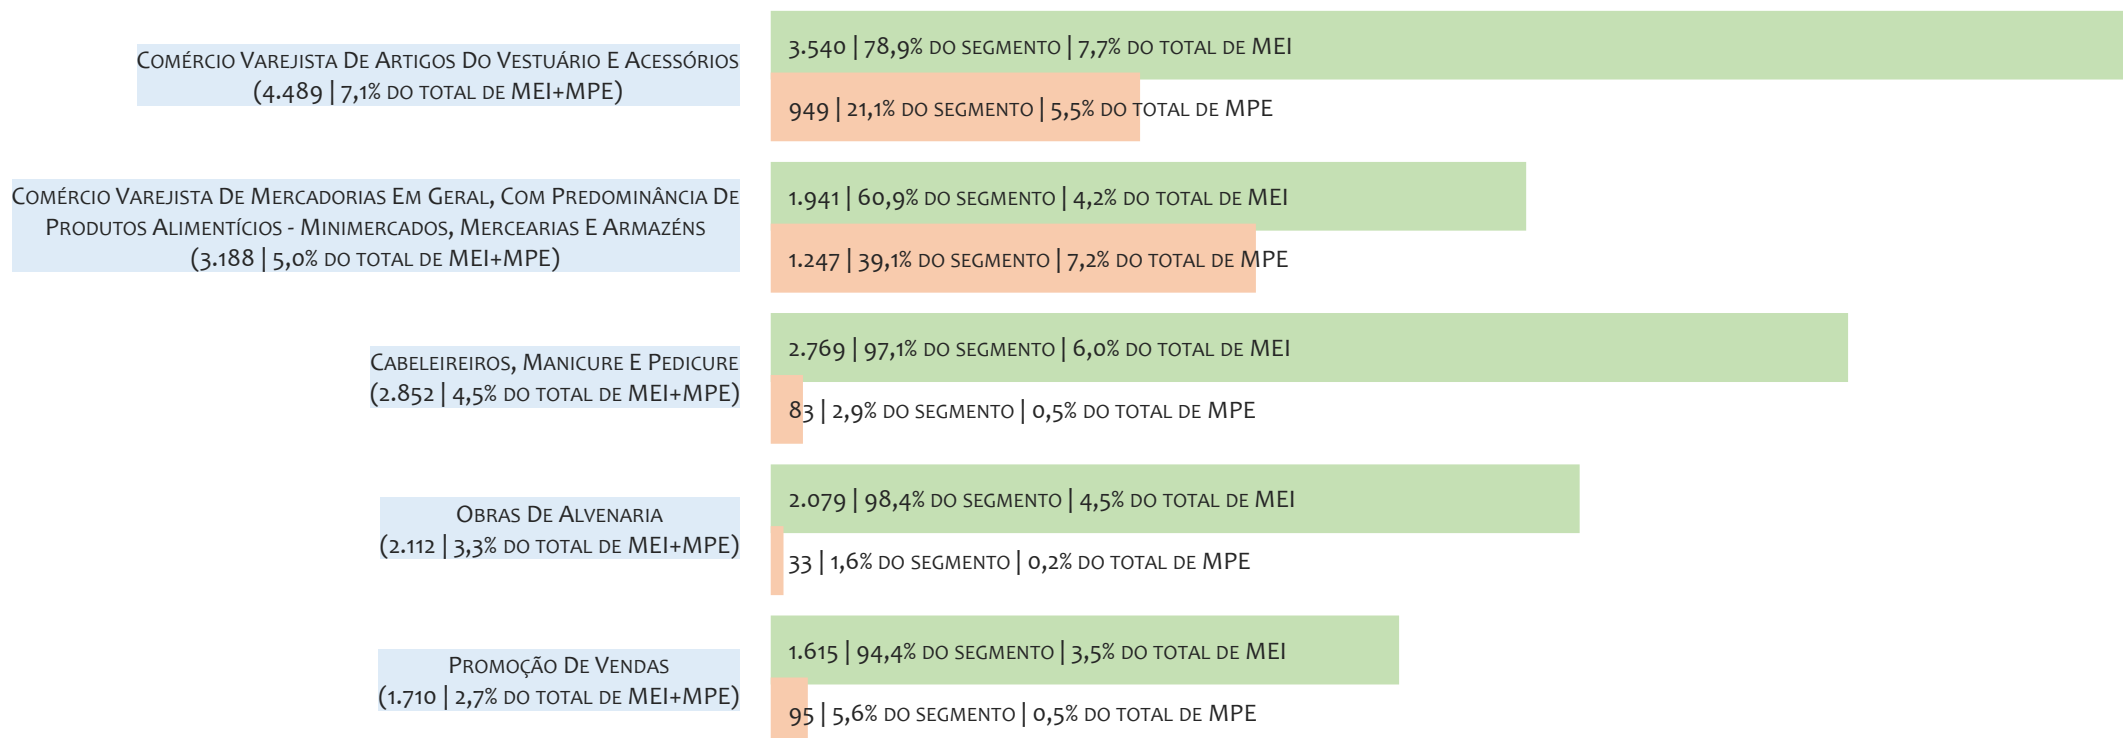 Comércio Varejista De Artigos Do Vestuário E Acessórios
(4.489 | 7,1% do total de MEI+MPE)
3.540 | 78,9% do segmento | 7,7% do total de MEI
949 | 21,1% do segmento | 5,5% do total de MPE
Comércio Varejista De Mercadorias Em Geral, Com Predominância De
Produtos Alimentícios - Minimercados, Mercearias E Armazéns
(3.188 | 5,0% do total de MEI+MPE)
1.941 | 60,9% do segmento | 4,2% do total de MEI
1.247 | 39,1% do segmento | 7,2% do total de MPE
Cabeleireiros, Manicure E Pedicure
(2.852 | 4,5% do total de MEI+MPE)
2.769 | 97,1% do segmento | 6,0% do total de MEI
83 | 2,9% do segmento | 0,5% do total de MPE
Obras De Alvenaria
(2.112 | 3,3% do total de MEI+MPE)
2.079 | 98,4% do segmento | 4,5% do total de MEI
33 | 1,6% do segmento | 0,2% do total de MPE
Promoção De Vendas
(1.710 | 2,7% do total de MEI+MPE)
1.615 | 94,4% do segmento | 3,5% do total de MEI
95 | 5,6% do segmento | 0,5% do total de MPE